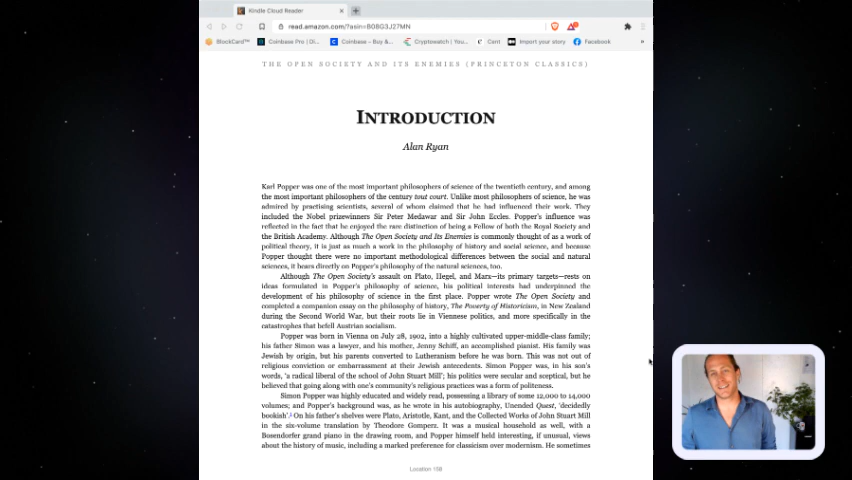 Kindle Cloud Reader
read.amazon.com/?asin=B08G3J27MN
BlockCard™ Coinbase Pro | Di... Coinbase – Buy &... Cryptowatch | You... Cent Import your story Facebook
THE OPEN SOCIETY AND ITS ENEMIES (PRINCETON CLASSICS)
INTRODUCTION
Alan Ryan
Karl Popper was one of the most important philosophers of science of the twentieth century, and among
the most important philosophers of the century tout court. Unlike most philosophers of science, he was
admired by practising scientists, several of whom claimed that he had influenced their work. They
included the Nobel prizewinners Sir Peter Medawar and Sir John Eccles. Popper's influence was
reflected in the fact that he enjoyed the rare distinction of being a Fellow of both the Royal Society and
the British Academy. Although The Open Society and Its Enemies is commonly thought of as a work of
political theory, it is just as much a work in the philosophy of history and social science, and because
Popper thought there were no important methodological differences between the social and natural
sciences, it bears directly on Popper's philosophy of the natural sciences, too.
Although The Open Society's assault on Plato, Hegel, and Marx—its primary targets—rests on
ideas formulated in Popper's philosophy of science, his political interests had underpinned the
development of his philosophy of science in the first place. Popper wrote The Open Society and
completed a companion essay on the philosophy of history, The Poverty of Historicism, in New Zealand
during the Second World War, but their roots lie in Viennese politics, and more specifically in the
catastrophes that befell Austrian socialism.
Popper was born in Vienna on July 28, 1902, into a highly cultivated upper-middle-class family;
his father Simon was a lawyer, and his mother, Jenny Schiff, an accomplished pianist. His family was
Jewish by origin, but his parents converted to Lutheranism before he was born. This was not out of
religious conviction or embarrassment at their Jewish antecedents. Simon Popper was, in his son's
words, 'a radical liberal of the school of John Stuart Mill'; his politics were secular and sceptical, but he
believed that going along with one's community's religious practices was a form of politeness.
Simon Popper was highly educated and widely read, possessing a library of some 12,000 to 14,000
volumes; and Popper's background was, as he wrote in his autobiography, Unended Quest, 'decidedly
bookish'.¹ On his father's shelves were Plato, Aristotle, Kant, and the Collected Works of John Stuart Mill
in the six-volume translation by Theodore Gomperz. It was a musical household as well, with a
Bosendorfer grand piano in the drawing room, and Popper himself held interesting, if unusual, views
about the history of music, including a marked preference for classicism over modernism. He sometimes
Location 158